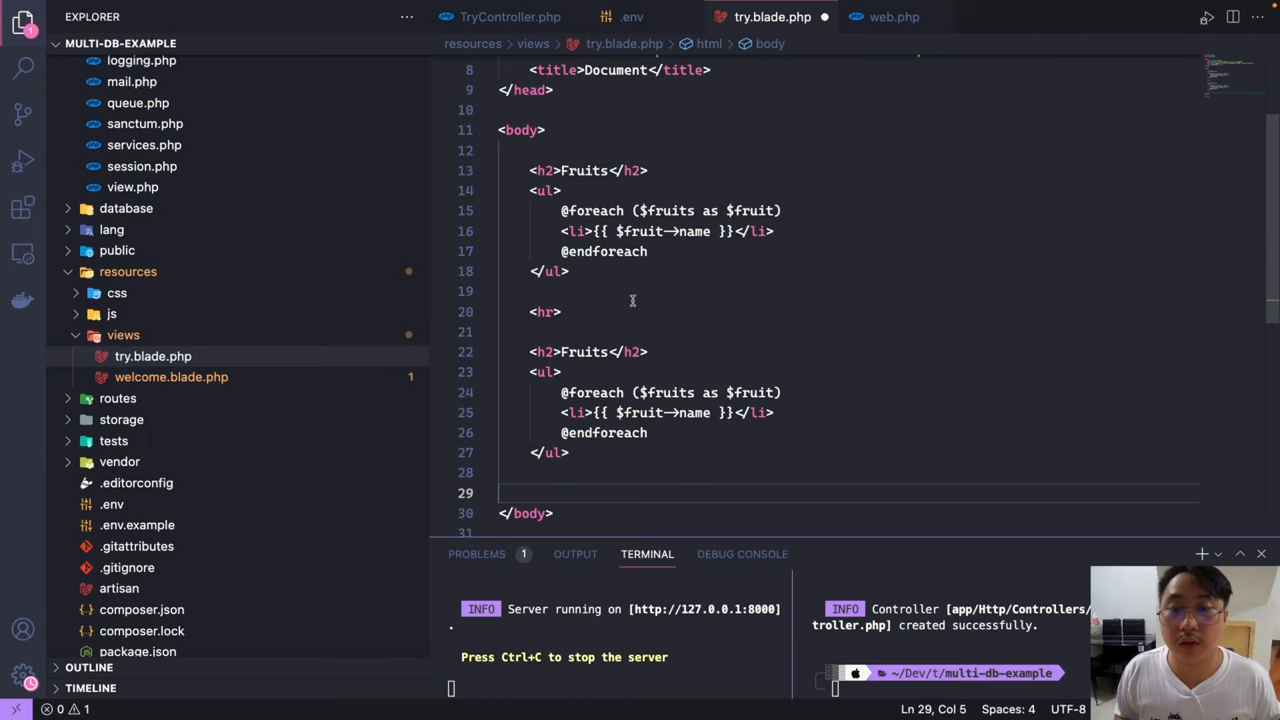 EXPLORER
MULTI-DB-EXAMPLE
logging.php
mail.php
queue.php
sanctum.php
services.php
session.php
view.php
database
lang
public
resources
css
js
views
try.blade.php
welcome.blade.php 1
routes
storage
tests
vendor
.editorconfig
.env
.env.example
.gitattributes
.gitignore
artisan
composer.json
composer.lock
package.json
OUTLINE
TIMELINE
1
TryController.php .env try.blade.php web.php
resources > views > try.blade.php > html > body
8 <title>Document</title>
9 </head>
10
11 <body>
12
13 <h2>Fruits</h2>
14 <ul>
15 @foreach ($fruits as $fruit)
16 <li>{{ $fruit->name }}</li>
17 @endforeach
18 </ul>
19
20 <hr>
21
22 <h2>Fruits</h2>
23 <ul>
24 @foreach ($fruits as $fruit)
25 <li>{{ $fruit->name }}</li>
26 @endforeach
27 </ul>
28
29
30 </body>
31
PROBLEMS 1 OUTPUT TERMINAL DEBUG CONSOLE
INFO Server running on [http://127.0.0.1:8000]
.
Press Ctrl+C to stop the server
INFO Controller [app/Http/Controllers/
troller.php] created successfully.
~/Dev/t/multi-db-example
0 1 Ln 29, Col 5 Spaces: 4 UTF-8